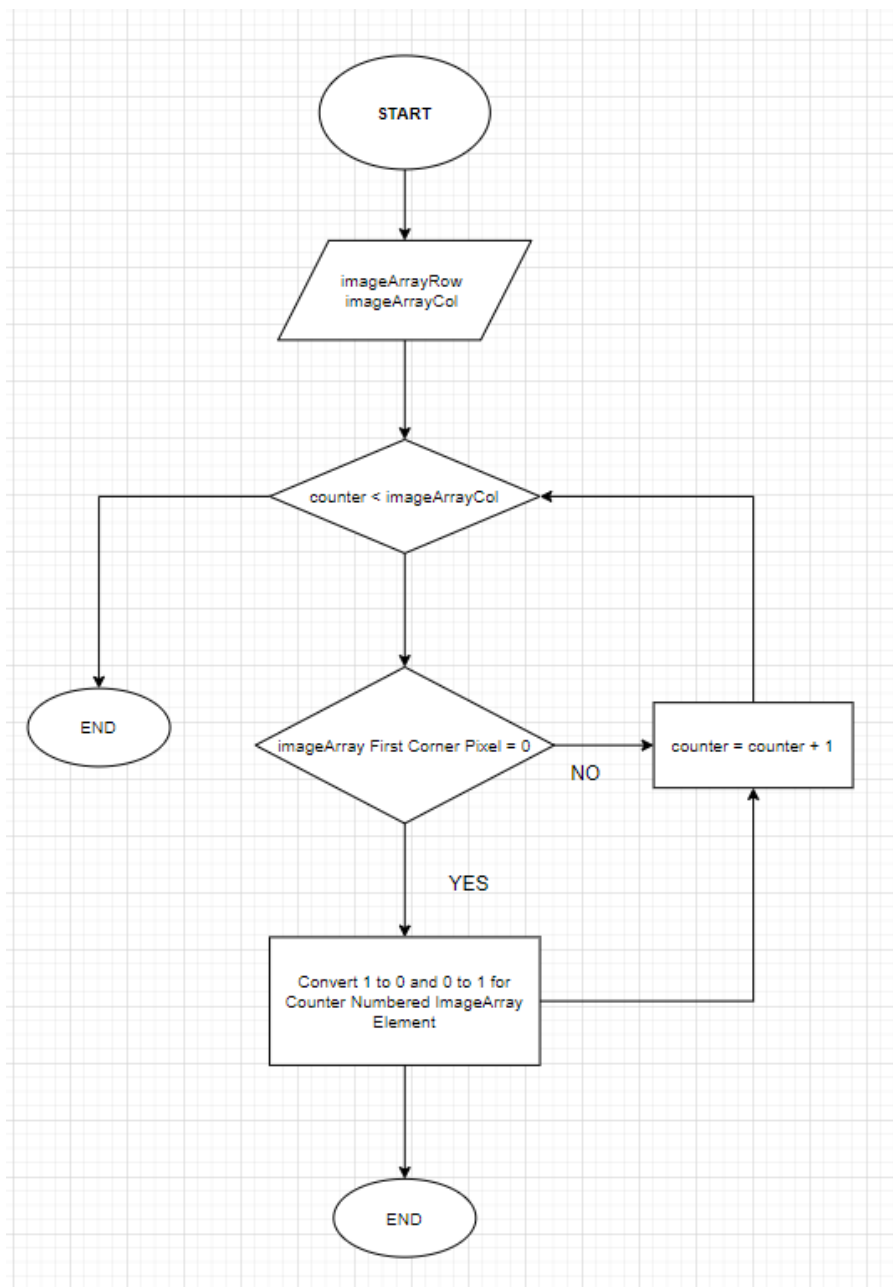 START
imageArrayRow
imageArrayCol
counter < imageArrayCol
END
imageArray First Corner Pixel = 0
NO
counter = counter + 1
YES
Convert 1 to 0 and 0 to 1 for
Counter Numbered ImageArray
Element
END